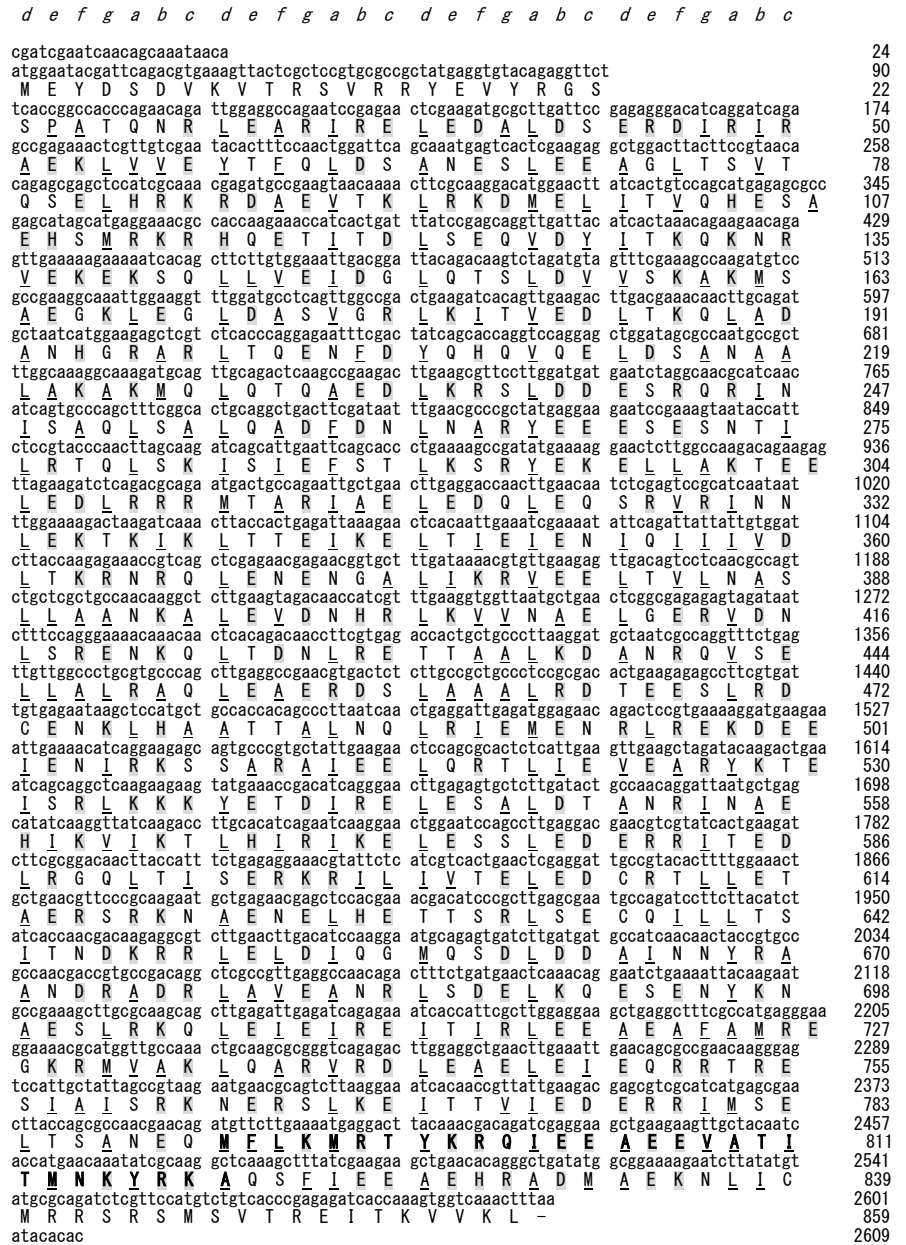 d e f g a b c d e f g a b c d e f g a b c d e f g a b c
cgatcgaatcaacagcaaataaca 24
atggaatacgattcagacgtgaaagttactcgctccgtgcgccgctatgaggtgtacagaggttct 90
M E Y D S D V K V T R S V R R Y E V Y R G S 22
tcaccggccacccagaacaga ttggaggccagaatccgagaac ctcgaagatgcgcttgattcc gagagggacatcaggatcaga 174
S P A T Q N R L E A R I R E L E D A L D S E R D I R I R 50
gccgagaaactcgttgtcgaa tacactttccaactggattca gcaaatgagtcactcgaagag gctggacttacttccgtaaca 258
A E K L V V E Y T F Q L D S A N E S L E E A G L T S V T 78
cagagcgagctccatcgcaaa cgagatgccgaagtaacaaaa cttcgcaaggacatggaactt atcactgtccagcatgagagcgcc 345
Q S E L H R K R D A E V T K L R K D M E L I T V Q H E S A 107
gagcatagcatgaggaaacgc caccaagaaaccatcactgat ttatccgagcaggttgattac atcactaaacagaagaacaga 429
E H S M R K R H Q E T I T D L S E Q V D Y I T K Q K N R 135
gttgaaaaagaaaaatcacag cttcttgtggaaattgacgga ttacagacaagtctagatgta gtttcgaaagccaagatgtcc 513
V E K E K S Q L L V E I D G L Q T S L D V V S K A K M S 163
gccgaaggcaaattggaaggt ttggatgcctcagttggccga ctgaagatcacagttgaagac ttgacgaaacaacttgcagat 597
A E G K L E G L D A S V G R L K I T V E D L T K Q L A D 191
gctaatcatggaagagctcgt ctcacccaggagaatttcgac tatcagcaccaggtccaggag ctggatagcgccaatgccgct 681
A N H G R A R L T Q E N F D Y Q H Q V Q E L D S A N A A 219
ttggcaaaggcaaagatgcag ttgcagactcaagccgaagac ttgaagcgttccttggatgat gaatctaggcaacgcatcaac 765
L A K A K M Q L Q T Q A E D L K R S L D D E S R Q R I N 247
atcagtgcccagctttcggca ctgcaggctgacttcgataat ttgaacgcccgctatgaggaa gaatccgaaagtaataccatt 849
I S A Q L S A L Q A D F D N L N A R Y E E E S E S N T I 275
ctccgtacccaacttagcaag atcagcattgaattcagcacc ctgaaaagccgatatgaaaag gaactcttggccaagacagaagag 936
L R T Q L S K I S I E F S T L K S R Y E K E L L A K T E E 304
ttagaagatctcagacgcaga atgactgccagaattgctgaa cttgaggaccaacttgaacaa tctcgagtccgcatcaataat 1020
L E D L R R R M T A R I A E L E D Q L E Q S R V R I N N 332
ttggaaaagactaagatcaaa cttaccactgagattaaagaa ctcacaattgaaatcgaaaat attcagattattattgtggat 1104
L E K T K I K L T T E I K E L T I E I E N I Q I I I V D 360
cttaccaagagaaaccgtcag ctcgagaacgagaacggtgct ttgataaaacgtgttgaagag ttgacagtcctcaacgccagt 1188
L T K R N R Q L E N E N G A L I K R V E E L T V L N A S 388
ctgctcgctgccaacaaggct cttgaagtagacaaccatcgt ttgaaggtggttaatgctgaa ctcggcgagagagtagataat 1272
L L A A N K A L E V D N H R L K V V N A E L G E R V D N 416
ctttccagggaaaacaaacaa ctcacagacaaccttcgtgag accactgctgcccttaaggat gctaatcgccaggtttctgag 1356
L S R E N K Q L T D N L R E T T A A L K D A N R Q V S E 444
ttgttggccctgcgtgcccag cttgaggccgaacgtgactct cttgccgctgccctccgcgac actgaagagagccttcgtgat 1440
L L A L R A Q L E A E R D S L A A A L R D T E E S L R D 472
tgtgagaataagctccatgct gccaccacagcccttaatcaa ctgaggattgagatggagaac agactccgtgaaaaggatgaagaa 1527
C E N K L H A A T T A L N Q L R I E M E N R L R E K D E E 501
attgaaaacatcaggaagagc agtgcccgtgctattgaagaa ctccagcgcactctcattgaa gttgaagctagatacaagactgaa 1614
I E N I R K S S A R A I E E L Q R T L I E V E A R Y K T E 530
atcagcaggctcaagaagaag tatgaaaccgacatcagggaa cttgagagtgctcttgatact gccaacaggattaatgctgag 1698
I S R L K K K Y E T D I R E L E S A L D T A N R I N A E 558
catatcaaggttatcaagacc ttgcacatcagaatcaaggaa ctggaatccagccttgaggac gaacgtcgtatcactgaagat 1782
H I K V I K T L H I R I K E L E S S L E D E R R I T E D 586
cttcgcggacaacttaccatt tctgagaggaaacgtattctc atcgtcactgaactcgaggat tgccgtacacttttggaaact 1866
L R G Q L T I S E R K R I L I V T E L E D C R T L L E T 614
gctgaacgttcccgcaagaat gctgagaacgagctccacgaa acgacatcccgcttgagcgaa tgccagatccttcttacatct 1950
A E R S R K N A E N E L H E T T S R L S E C Q I L L T S 642
atcaccaacgacaagaggcgt cttgaacttgacatccaagga atgcagagtgatcttgatgat gccatcaacaactaccgtgcc 2034
I T N D K R R L E L D I Q G M Q S D L D D A I N N Y R A 670
gccaacgaccgtgccgacagg ctcgccgttgaggccaacaga ctttctgatgaactcaaacag gaatctgaaaattacaagaat 2118
A N D R A D R L A V E A N R L S D E L K Q E S E N Y K N 698
gccgaaagcttgcgcaagcag cttgagattgagatcagagaa atcaccattcgcttggaggaa gctgaggctttcgccatgagggaa 2205
A E S L R K Q L E I E I R E I T I R L E E A E A F A M R E 727
ggaaaacgcatggttgccaaa ctgcaagcgcgggtcagagac ttggaggctgaacttgaaatt gaacagcgccgaacaagggag 2289
G K R M V A K L Q A R V R D L E A E L E I E Q R R T R E 755
tccattgctattagccgtaag aatgaacgcagtcttaaggaa atcacaaccgttattgaagac gagcgtcgcatcatgagcgaa 2373
S I A I S R K N E R S L K E I T T V I E D E R R I M S E 783
cttaccagcgccaacgaacag atgttcttgaaaatgaggact tacaaacgacagatcgaggaa gctgaagaagttgctacaatc 2457
L T S A N E Q M F L K M R T Y K R Q I E E A E E V A T I 811
accatgaacaaatatcgcaag gctcaaagctttatcgaagaa gctgaacacagggctgatatg gcggaaaagaatcttatatgt 2541
T M N K Y R K A Q S F I E E A E H R A D M A E K N L I C 839
atgcgcagatctcgttccatgtctgtcacccgagagatcaccaaagtggtcaaactttaa 2601
M R R S R S M S V T R E I T K V V K L - 859
atacacac 2609